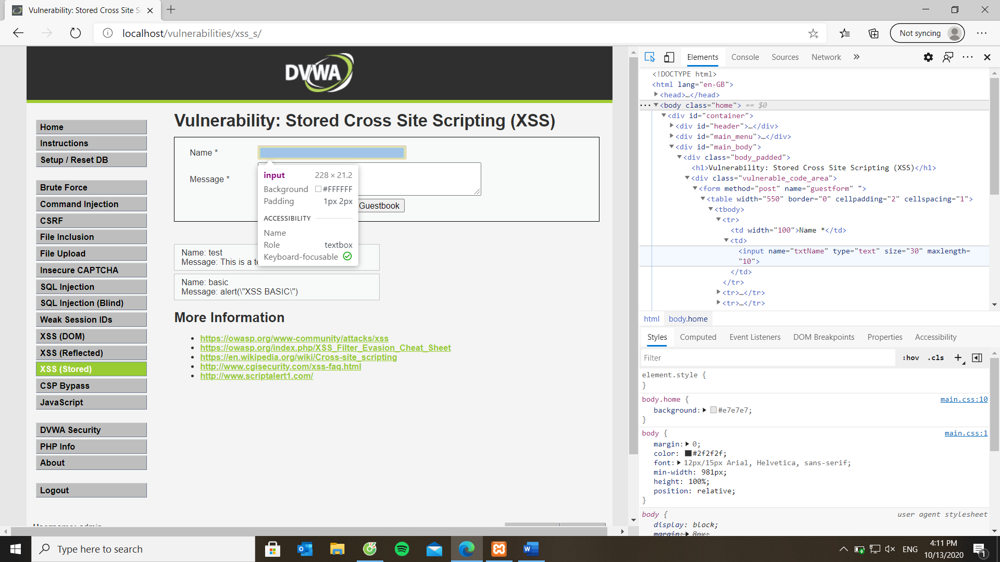 Vulnerability: Stored Cross Site S
localhost/vulnerabilities/xss_s/
Not syncing
DVWA
Home
Instructions
Setup / Reset DB
Brute Force
Command Injection
CSRF
File Inclusion
File Upload
Insecure CAPTCHA
SQL Injection
SQL Injection (Blind)
Weak Session IDs
XSS (DOM)
XSS (Reflected)
XSS (Stored)
CSP Bypass
JavaScript
DVWA Security
PHP Info
About
Logout
Vulnerability: Stored Cross Site Scripting (XSS)
Name *
Message *
Guestbook
input 228 × 21.2
Background #FFFFFF
Padding 1px 2px
ACCESSIBILITY
Name
Role textbox
Keyboard-focusable
Name: test
Message: This is a te
Name: basic
Message: alert(\"XSS BASIC\")
More Information
https://owasp.org/www-community/attacks/xss
https://owasp.org/index.php/XSS_Filter_Evasion_Cheat_Sheet
https://en.wikipedia.org/wiki/Cross-site_scripting
http://www.cgisecurity.com/xss-faq.html
http://www.scriptalert1.com/
Username: admin
Elements Console Sources Network
<!DOCTYPE html>
<html lang="en-GB">
<head>…</head>
<body class="home"> == $0
<div id="container">
<div id="header">…</div>
<div id="main_menu">…</div>
<div id="main_body">
<div class="body_padded">
<h1>Vulnerability: Stored Cross Site Scripting (XSS)</h1>
<div class="vulnerable_code_area">
<form method="post" name="guestform" ">
<table width="550" border="0" cellpadding="2" cellspacing="1">
<tbody>
<tr>
<td width="100">Name *</td>
<td>
<input name="txtName" type="text" size="30" maxlength=
"10">
</td>
</tr>
<tr>…</tr>
<tr>…</tr>
html body.home
Styles Computed Event Listeners DOM Breakpoints Properties Accessibility
Filter :hov .cls +
element.style {
}
body.home { main.css:10
background: #e7e7e7;
}
body { main.css:1
margin: 0;
color: #2f2f2f;
font: 12px/15px Arial, Helvetica, sans-serif;
min-width: 981px;
height: 100%;
position: relative;
}
body { user agent stylesheet
display: block;
margin: 8px;
Type here to search
ENG
4:11 PM
10/13/2020
1